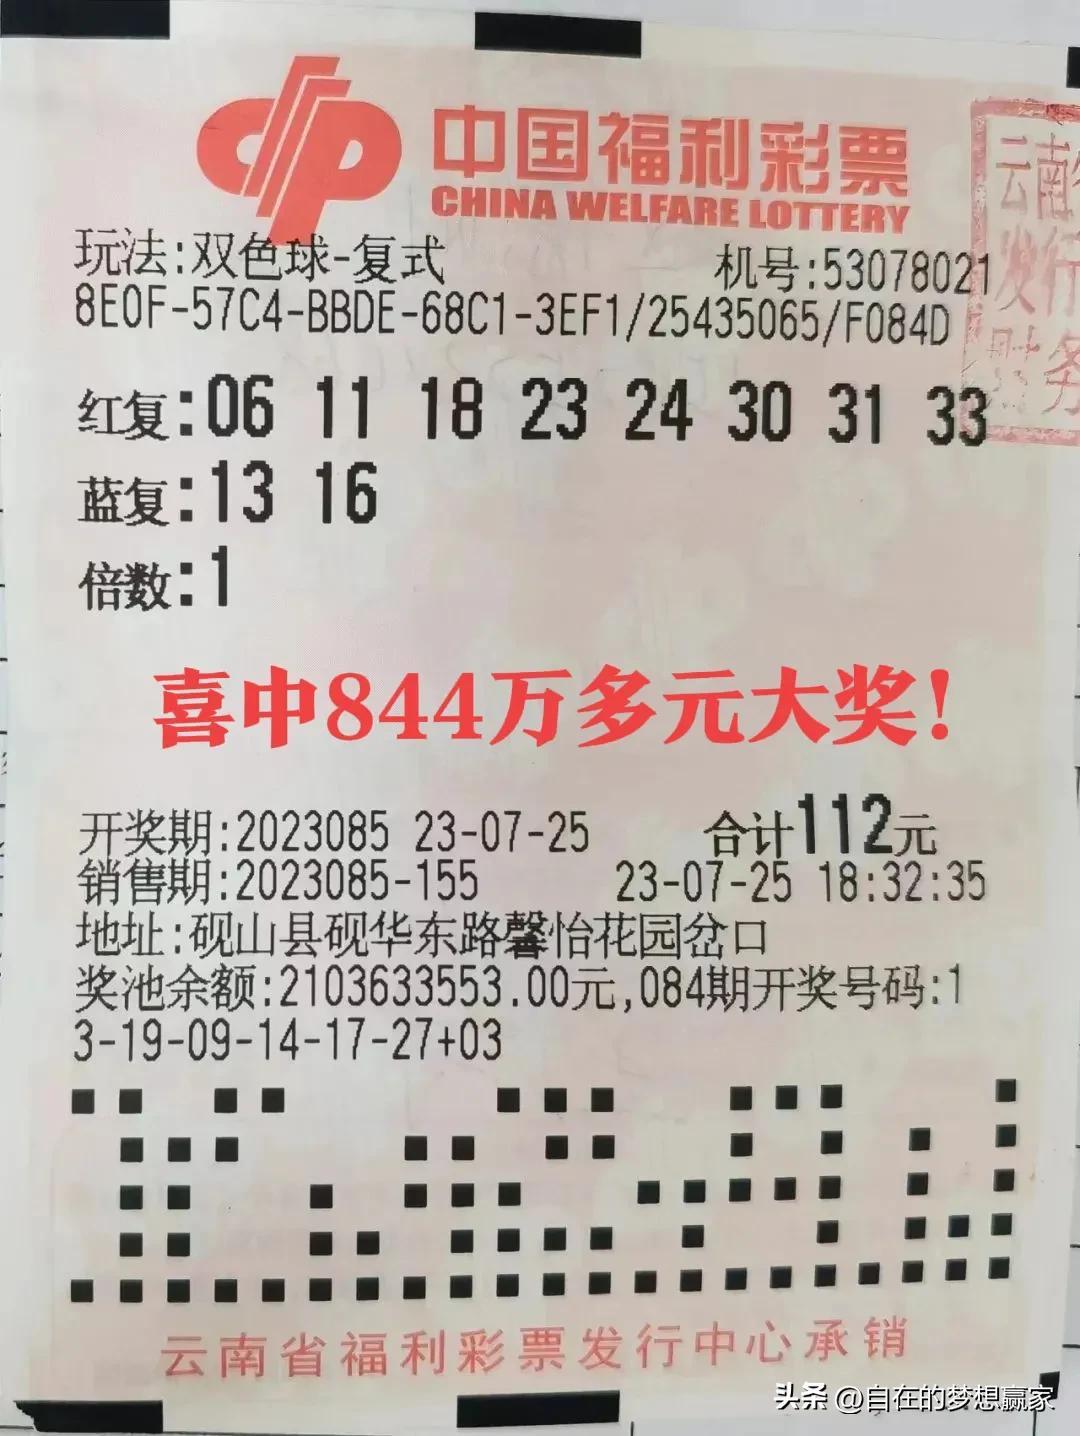 中国福利彩票
CHINA WELFARE LOTTERY
云南
发行
财务
玩法:双色球-复式 机号:53078021
8E0F-57C4-BBDE-68C1-3EF1/25435065/F084D
红复:06 11 18 23 24 30 31 33
蓝复:13 16
倍数:1
喜中844万多元大奖!
开奖期:2023085 23-07-25 合计112元
销售期:2023085-155 23-07-25 18:32:35
地址:砚山县砚华东路馨怡花园岔口
奖池余额:2103633553.00元,084期开奖号码:1
3-19-09-14-17-27+03
云南省福利彩票发行中心承销
头条 @自在的梦想赢家